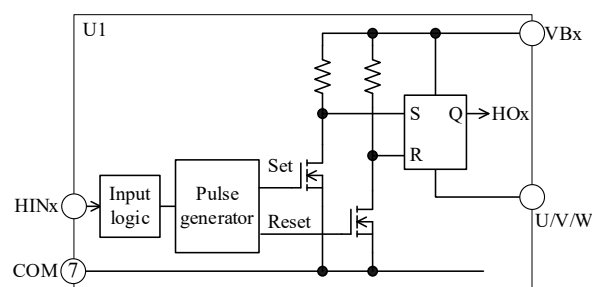 U1
VBx
S Q
HOx
R
Set
Input
logic
Pulse
generator
HINx
Reset
U/V/W
COM 7